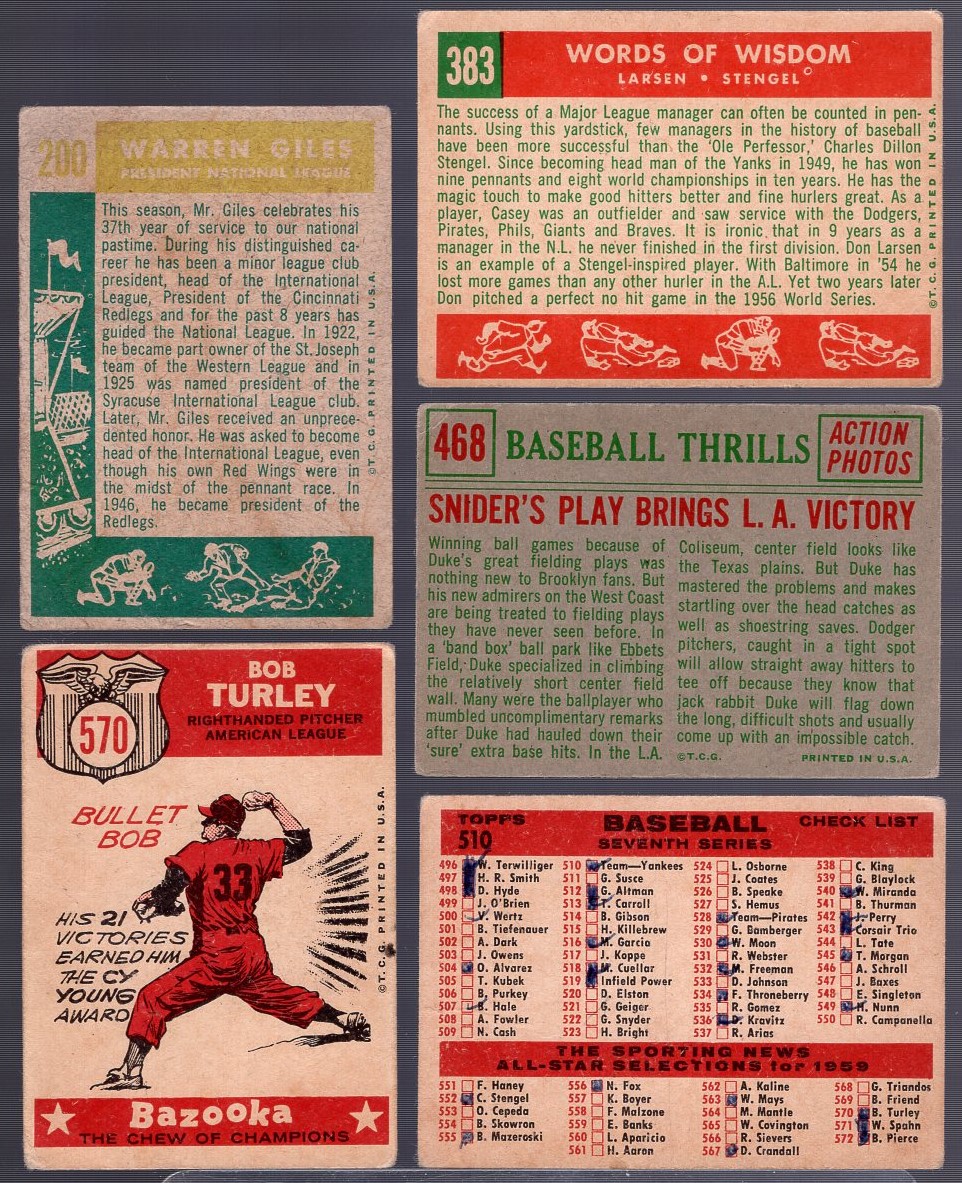 200
WARREN GILES
PRESIDENT NATIONAL LEAGUE
This season, Mr. Giles celebrates his
37th year of service to our national
pastime. During his distinguished ca-
reer he has been a minor league club
president, head of the International
League, President of the Cincinnati
Redlegs and for the past 8 years has
guided the National League. In 1922,
he became part owner of the St. Joseph
team of the Western League and in
1925 was named president of the
Syracuse International League club.
Later, Mr. Giles received an unprece-
dented honor. He was asked to become
head of the International League, even
though his own Red Wings were in
the midst of the pennant race. In
1946, he became president of the
Redlegs.
©T.C.G. PRINTED IN U.S.A.
383
WORDS OF WISDOM
LARSEN • STENGEL
The success of a Major League manager can often be counted in pen-
nants. Using this yardstick, few managers in the history of baseball
have been more successful than the 'Ole Perfessor,' Charles Dillon
Stengel. Since becoming head man of the Yanks in 1949, he has won
nine pennants and eight world championships in ten years. He has the
magic touch to make good hitters better and fine hurlers great. As a
player, Casey was an outfielder and saw service with the Dodgers,
Pirates, Phils, Giants and Braves. It is ironic that in 9 years as a
manager in the N.L. he never finished in the first division. Don Larsen
is an example of a Stengel-inspired player. With Baltimore in '54 he
lost more games than any other hurler in the A.L. Yet two years later
Don pitched a perfect no hit game in the 1956 World Series.
©T.C.G. PRINTED IN U.S.A.
468
BASEBALL THRILLS
ACTION
PHOTOS
SNIDER'S PLAY BRINGS L. A. VICTORY
Winning ball games because of
Duke's great fielding plays was
nothing new to Brooklyn fans. But
his new admirers on the West Coast
are being treated to fielding plays
they have never seen before. In
a 'band box' ball park like Ebbets
Field, Duke specialized in climbing
the relatively short center field
wall. Many were the ballplayer who
mumbled uncomplimentary remarks
after Duke had hauled down their
'sure' extra base hits. In the L.A.
Coliseum, center field looks like
the Texas plains. But Duke has
mastered the problems and makes
startling over the head catches as
well as shoestring saves. Dodger
pitchers, caught in a tight spot
will allow straight away hitters to
tee off because they know that
jack rabbit Duke will flag down
the long, difficult shots and usually
come up with an impossible catch.
©T.C.G. PRINTED IN U.S.A.
570
BOB
TURLEY
RIGHTHANDED PITCHER
AMERICAN LEAGUE
BULLET
BOB
33
HIS 21
VICTORIES
EARNED HIM
THE CY
YOUNG
AWARD
©T.C.G. PRINTED IN U.S.A.
Bazooka
THE CHEW OF CHAMPIONS
TOPPS
510
BASEBALL
SEVENTH SERIES
CHECK LIST
496 W. Terwilliger
497 H. R. Smith
498 D. Hyde
499 J. O'Brien
500 V. Wertz
501 B. Tiefenauer
502 A. Dark
503 J. Owens
504 O. Alvarez
505 T. Kubek
506 B. Purkey
507 B. Hale
508 A. Fowler
509 N. Cash
510 Team—Yankees
511 G. Susce
512 G. Altman
513 T. Carroll
514 B. Gibson
515 H. Killebrew
516 M. Garcia
517 J. Koppe
518 M. Cuellar
519 Infield Power
520 D. Elston
521 G. Geiger
522 G. Snyder
523 H. Bright
524 L. Osborne
525 J. Coates
526 B. Speake
527 S. Hemus
528 Team—Pirates
529 G. Bamberger
530 W. Moon
531 R. Webster
532 M. Freeman
533 D. Johnson
534 F. Throneberry
535 R. Gomez
536 D. Kravitz
537 R. Arias
538 C. King
539 G. Blaylock
540 W. Miranda
541 B. Thurman
542 J. Perry
543 Corsair Trio
544 L. Tate
545 T. Morgan
546 A. Schroll
547 J. Baxes
548 E. Singleton
549 H. Nunn
550 R. Campanella
THE SPORTING NEWS
ALL-STAR SELECTIONS for 1959
551 F. Haney
552 C. Stengel
553 O. Cepeda
554 B. Skowron
555 B. Mazeroski
556 N. Fox
557 K. Boyer
558 F. Malzone
559 E. Banks
560 L. Aparicio
561 H. Aaron
562 A. Kaline
563 W. Mays
564 M. Mantle
565 W. Covington
566 R. Sievers
567 D. Crandall
568 G. Triandos
569 B. Friend
570 B. Turley
571 W. Spahn
572 B. Pierce